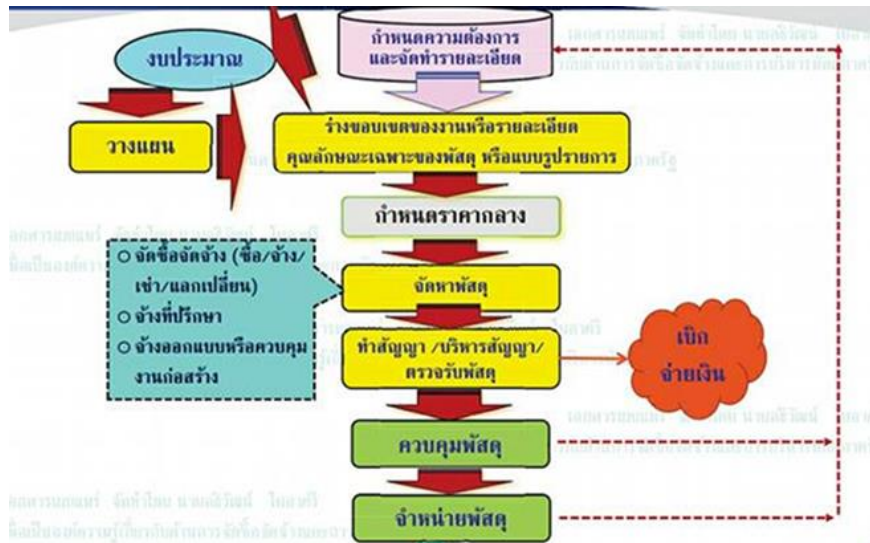 กำหนดความต้องการ
และจัดทำรายละเอียด
งบประมาณ
วางแผน
ร่างขอบเขตของงานหรือรายละเอียด
คุณลักษณะเฉพาะของพัสดุ หรือแบบรูปรายการ
กำหนดราคากลาง
จัดซื้อจัดจ้าง (ซื้อ/จ้าง/
เช่า/แลกเปลี่ยน)
จ้างที่ปรึกษา
จ้างออกแบบหรือควบคุม
งานก่อสร้าง
จัดหาพัสดุ
ทำสัญญา /บริหารสัญญา/
ตรวจรับพัสดุ
เบิก
จ่ายเงิน
ควบคุมพัสดุ
จำหน่ายพัสดุ